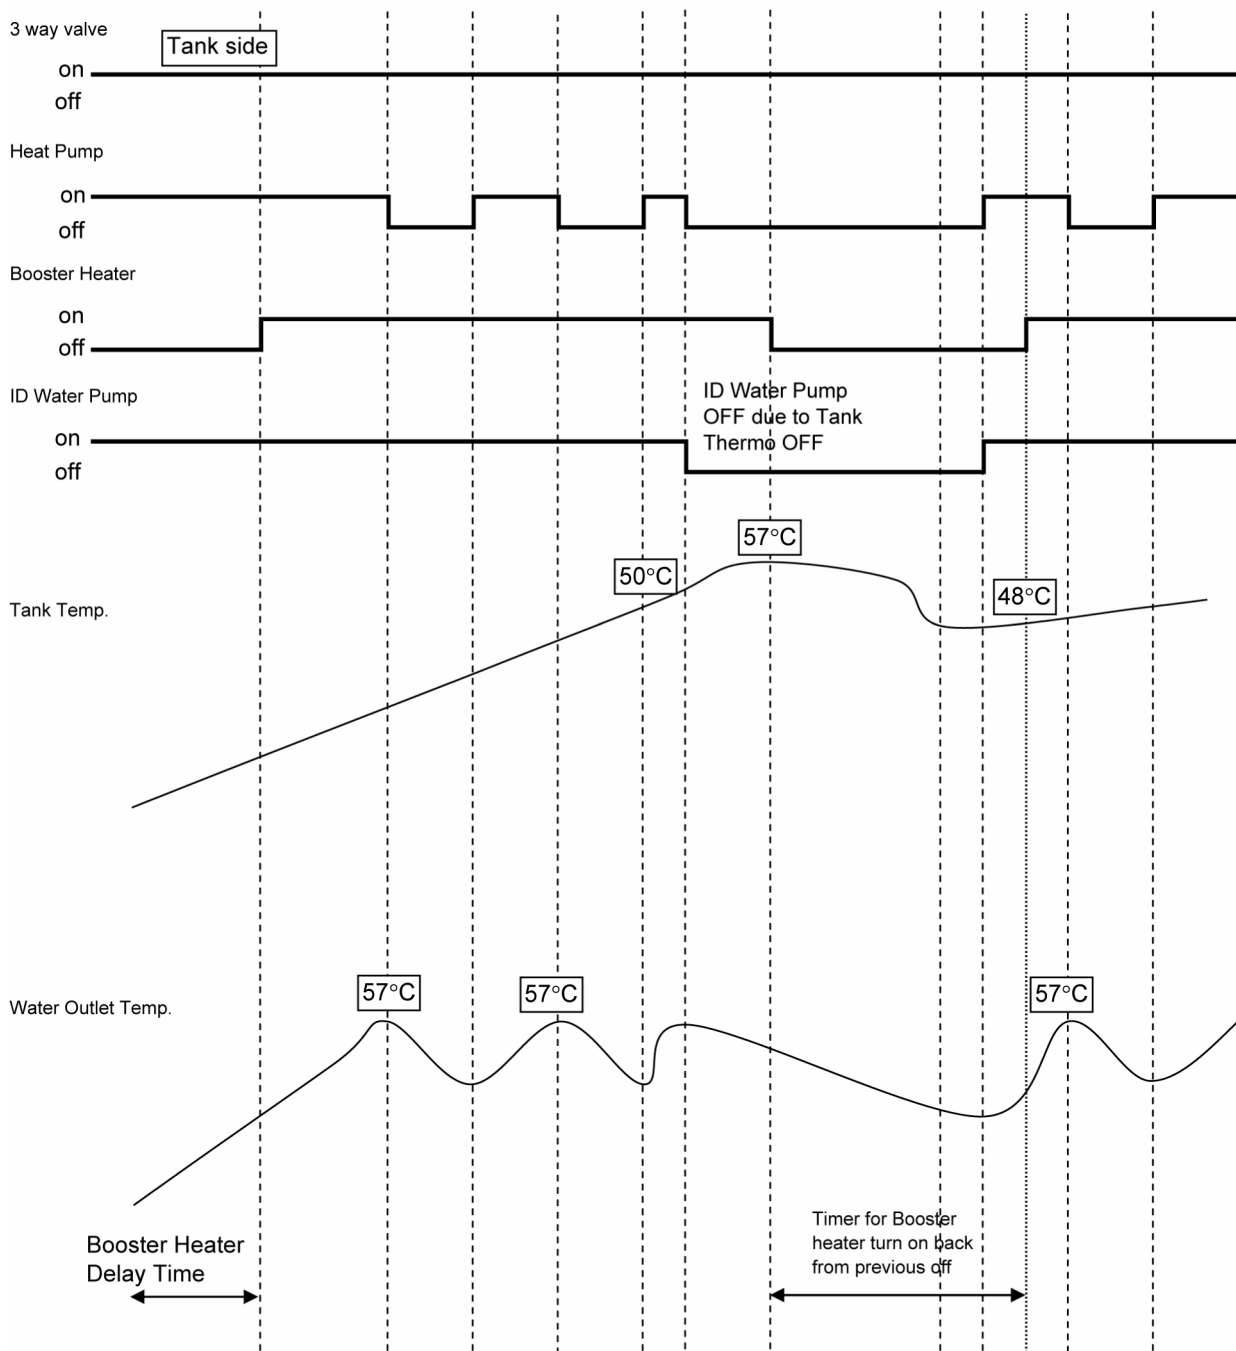 3 way valve
Tank side
on
off
Heat Pump
on
off
Booster Heater
on
off
ID Water Pump
on
off
ID Water Pump
OFF due to Tank
Thermo OFF
57°C
50°C
48°C
Tank Temp.
57°C
57°C
57°C
Water Outlet Temp.
Timer for Booster
heater turn on back
from previous off
Booster Heater
Delay Time